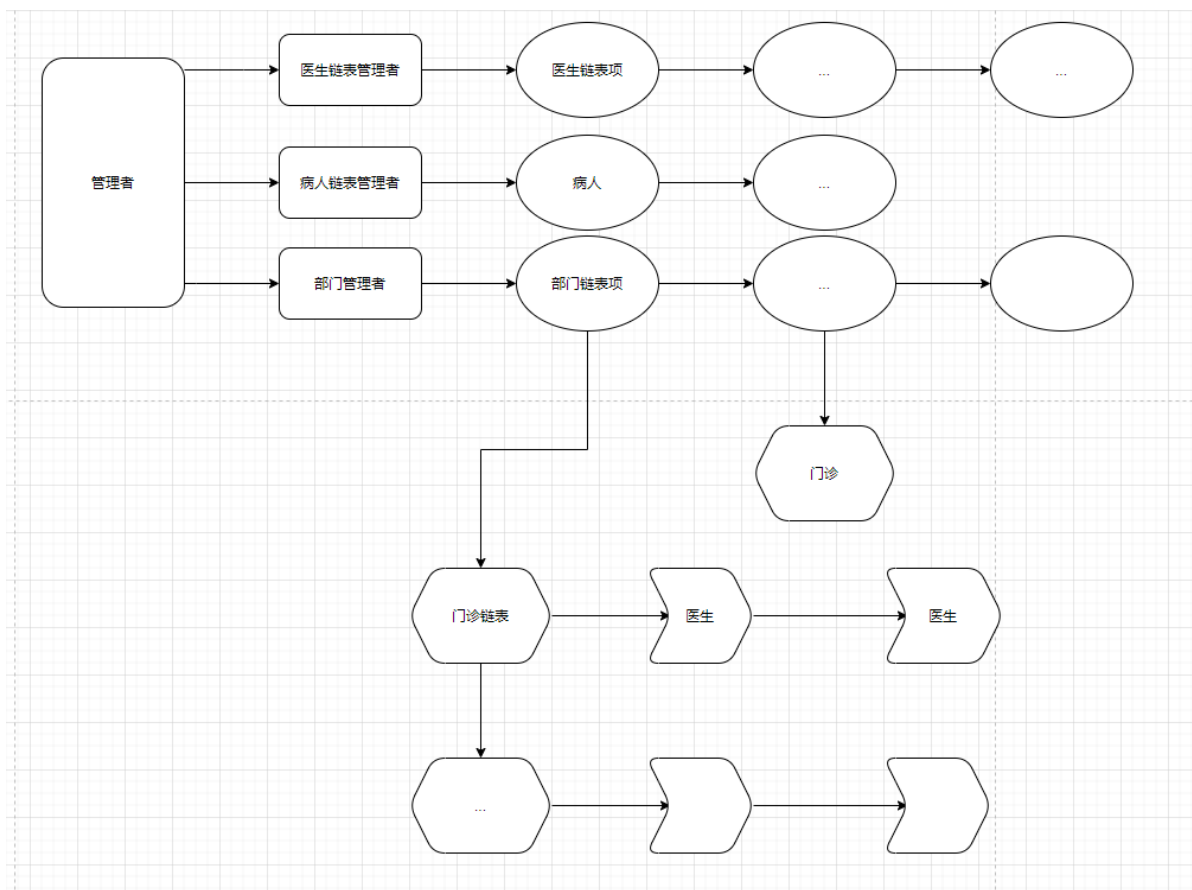 医生链表管理者
医生链表项
...
...
管理者
病人链表管理者
病人
...
部门管理者
部门链表项
...
门诊
门诊链表
医生
医生
...